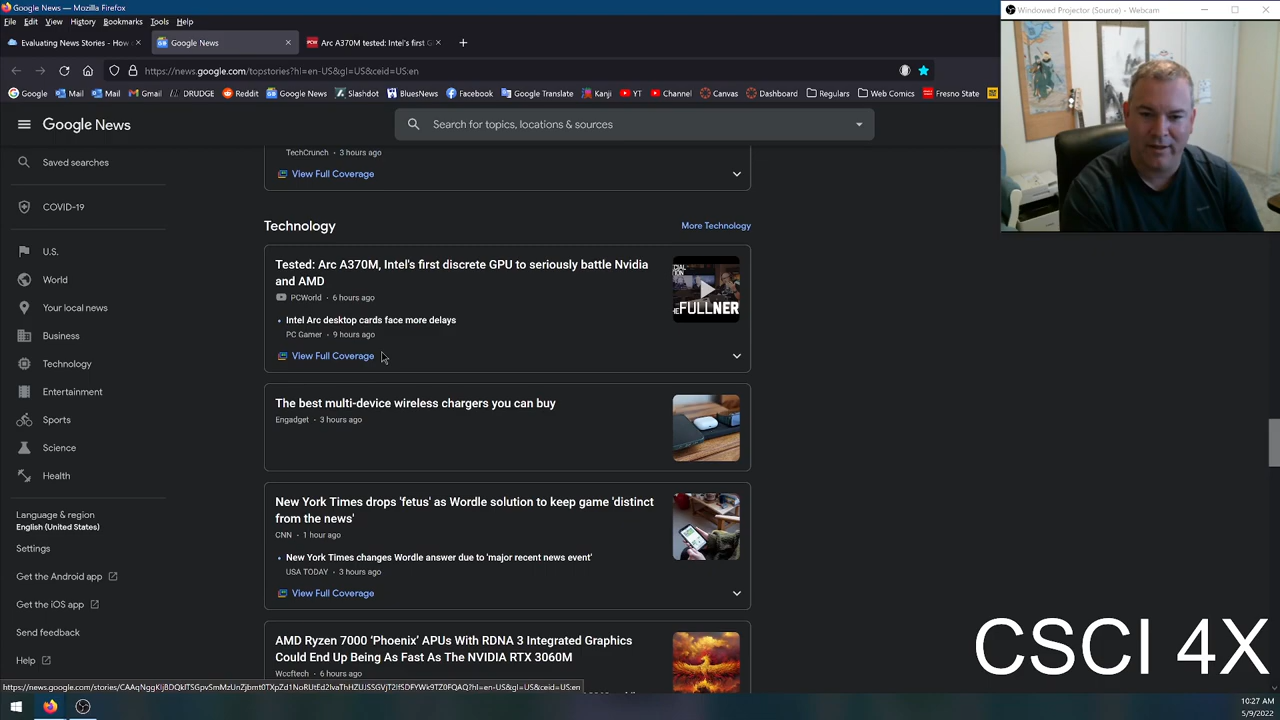 Google News — Mozilla Firefox
File Edit View History Bookmarks Tools Help
Evaluating News Stories - How
Google News
Arc A370M Tested
https://news.google.com/topstories?hl=en-US&gl=US&ceid=US:en
Google Mail Mail Gmail DRUDGE Reddit Google News Slashdot BlueSnews Facebook Google Translate Kanji YT Channel Canvas Dashboard Regulars Web Comics Fresno State
Windowed Projector (Source) - Webcam
Google News
topics, locations & sources
Saved searches
COVID-19
U.S.
World
Your local news
Business
Technology
Entertainment
Sports
Science
Health
Language & region
English (United States)
Settings
Get the Android app
Get the iOS app
Send feedback
Help
TechCrunch • 3 hours ago
View Full Coverage
Technology
More Technology
Tested: Arc A370M, Intel's first discrete GPU to seriously battle Nvidia
and AMD
PCWorld • 6 hours ago
• Intel Arc desktop cards face more delays
PC Gamer • 9 hours ago
View Full Coverage
FULLNER
The best multi-device wireless chargers you can buy
Engadget • 3 hours ago
New York Times drops 'fetus' as Wordle solution to keep game 'distinct
from the news'
CNN • 1 hour ago
• New York Times changes Wordle answer due to 'major recent news event'
USA TODAY • 3 hours ago
View Full Coverage
AMD Ryzen 7000 ‘Phoenix’ APUs With RDNA 3 Integrated Graphics
Could End Up Being As Fast As The NVIDIA RTX 3060M
Wccftech • 3 hours ago
CSCI 4X
10:27 AM
5/9/2022